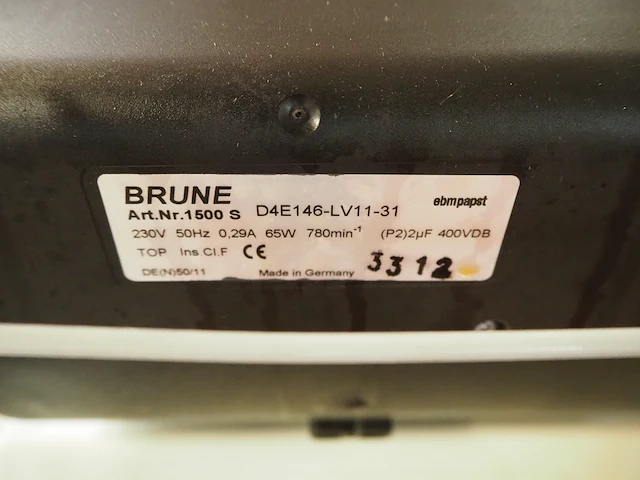 BRUNE
Art.Nr.1500 S D4E146-LV11-31 ebmpapst
230V 50Hz 0,29A 65W 780min⁻¹ (P2)2µF 400VDB
TOP Ins Cl.F CE
DE(N)50/11 Made in Germany 3312